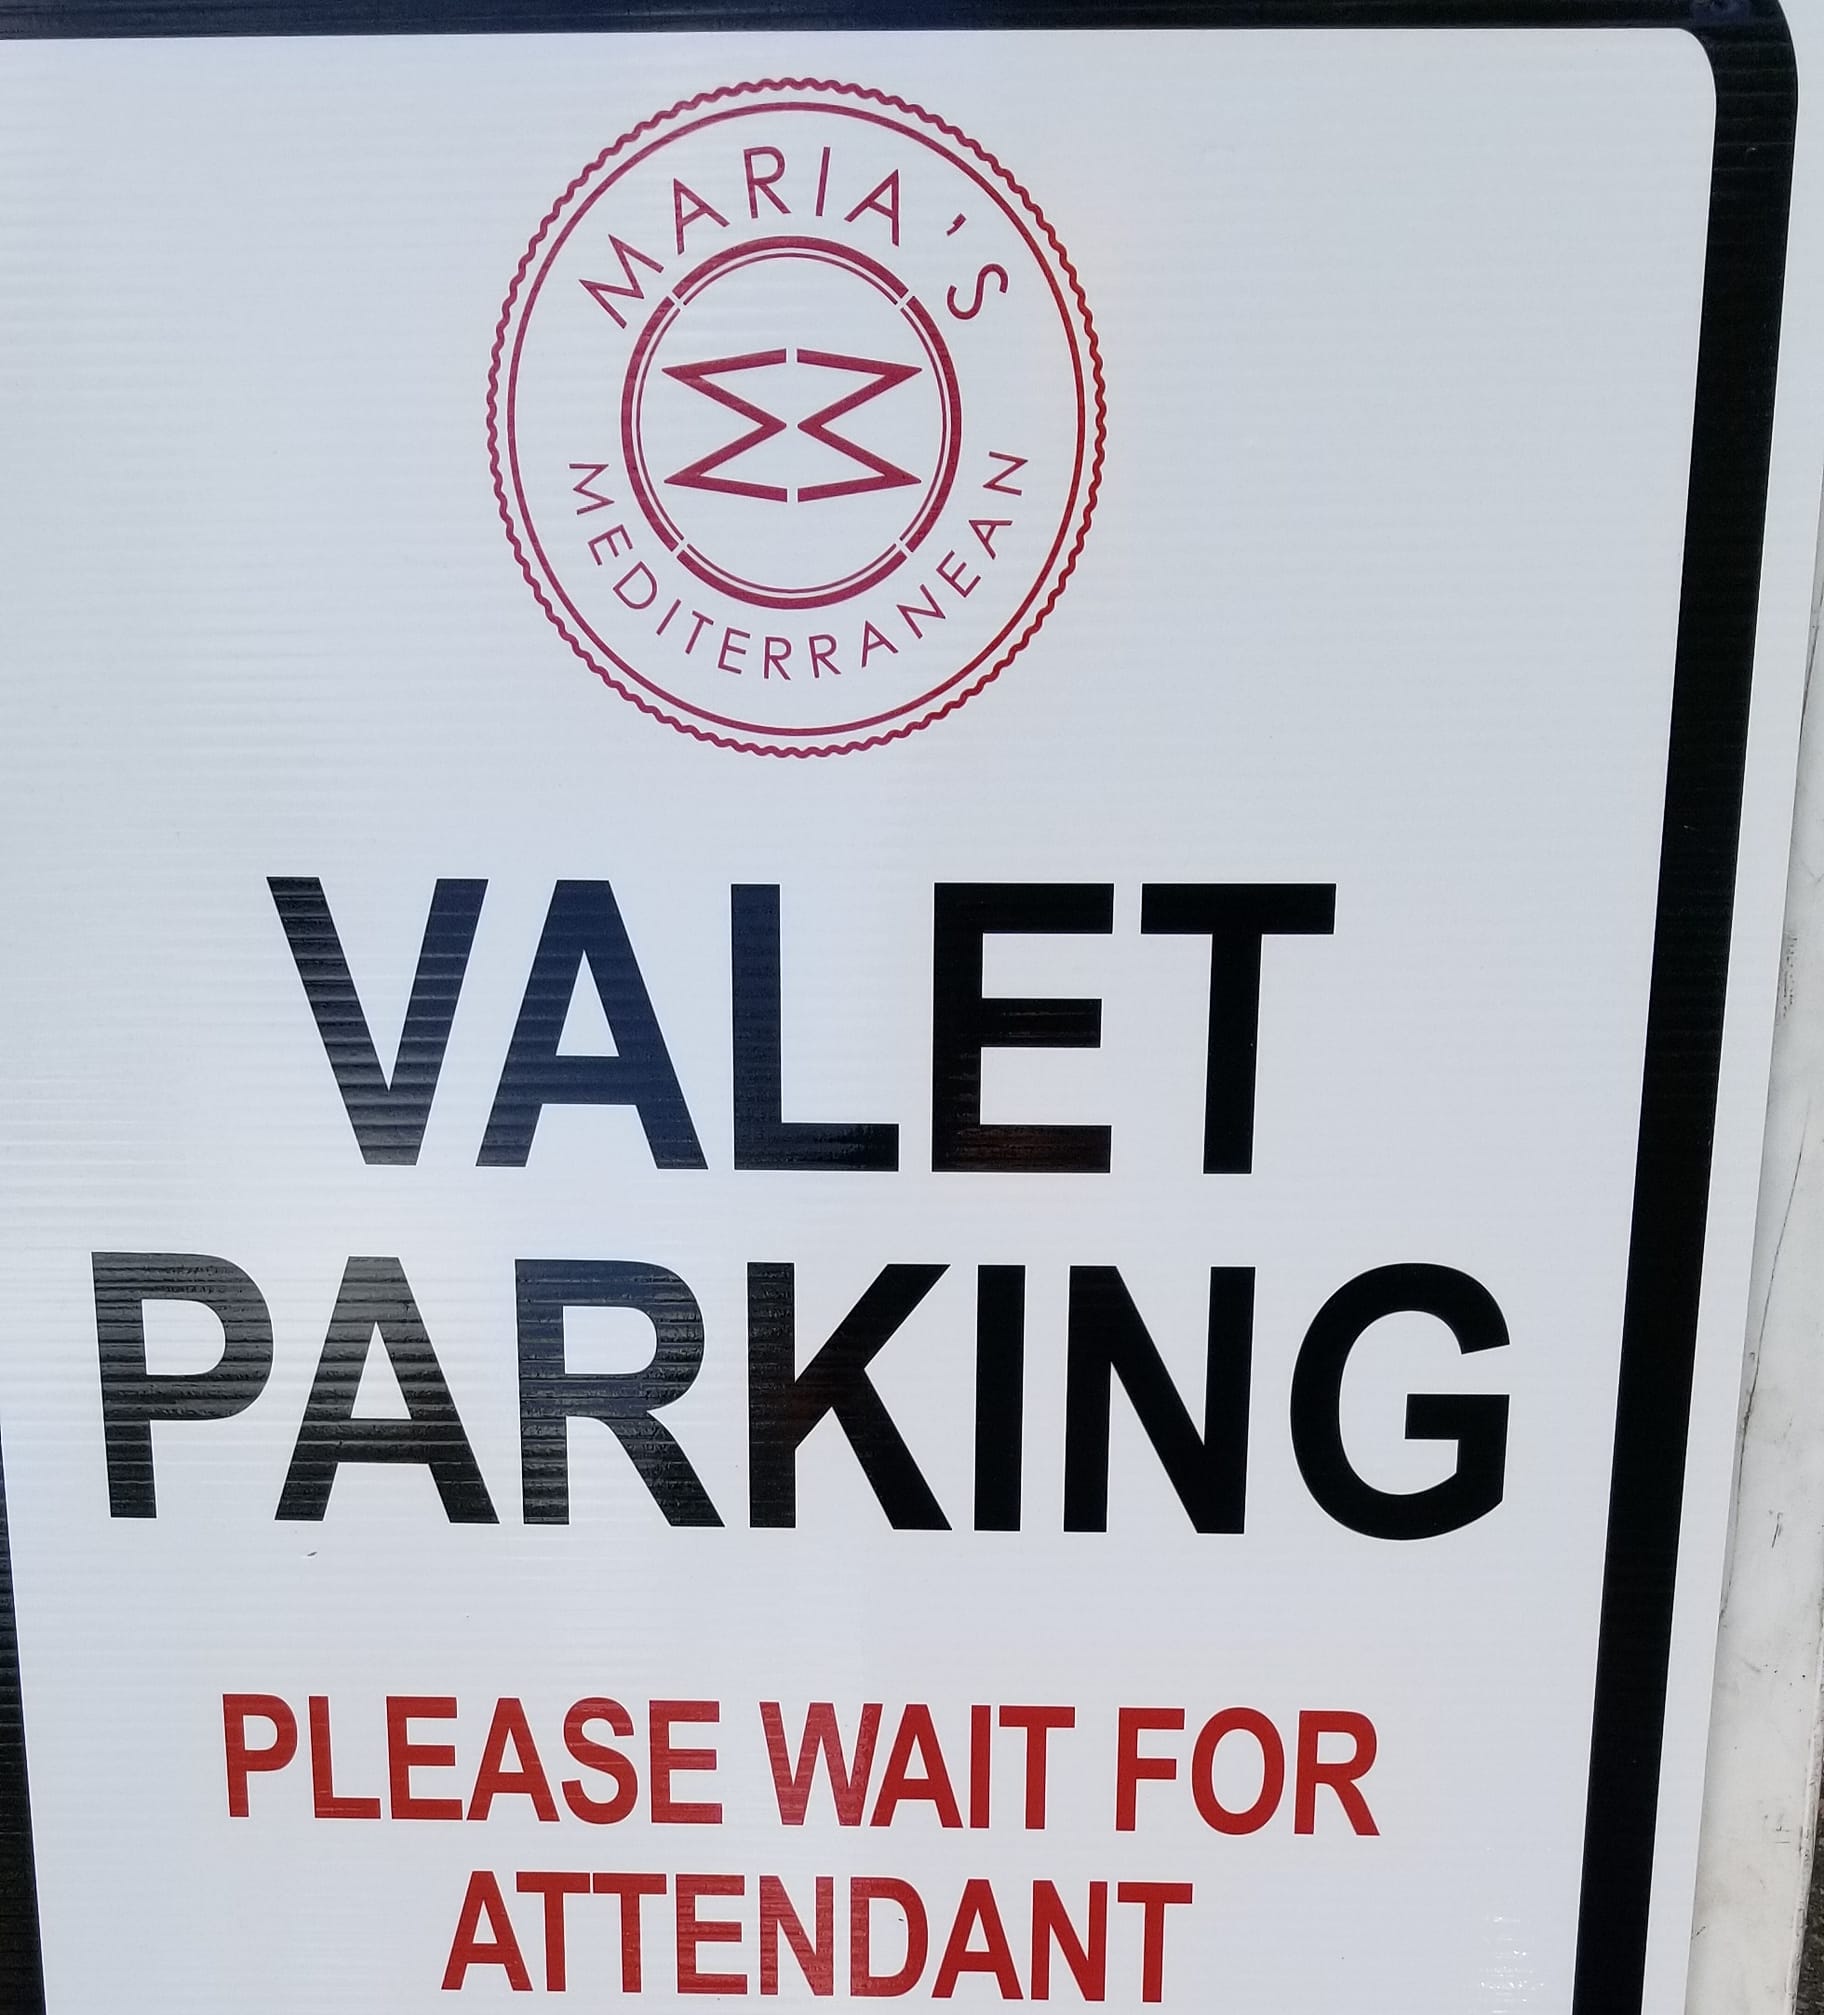 MARIA'S
MEDITERRANEAN
VALET
PARKING
PLEASE WAIT FOR
ATTENDANT